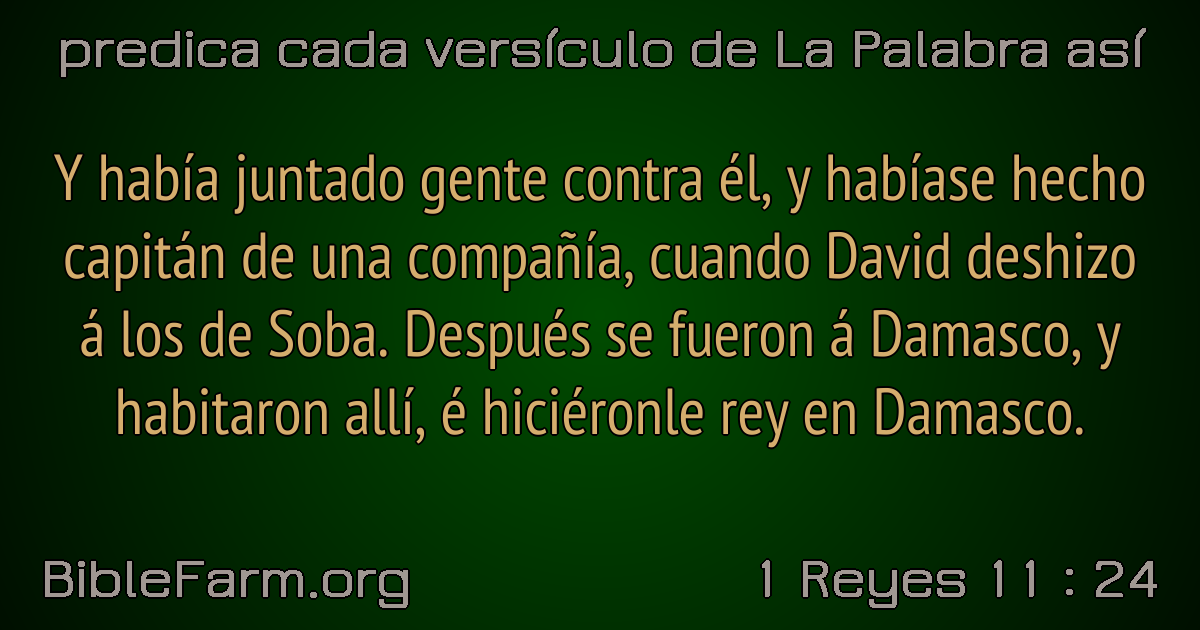 predica cada versículo de La Palabra así
Y había juntado gente contra él, y habíase hecho
capitán de una compañía, cuando David deshizo
á los de Soba. Después se fueron á Damasco, y
habitaron allí, é hiciéronle rey en Damasco.
BibleFarm.org
1 Reyes 11 : 24